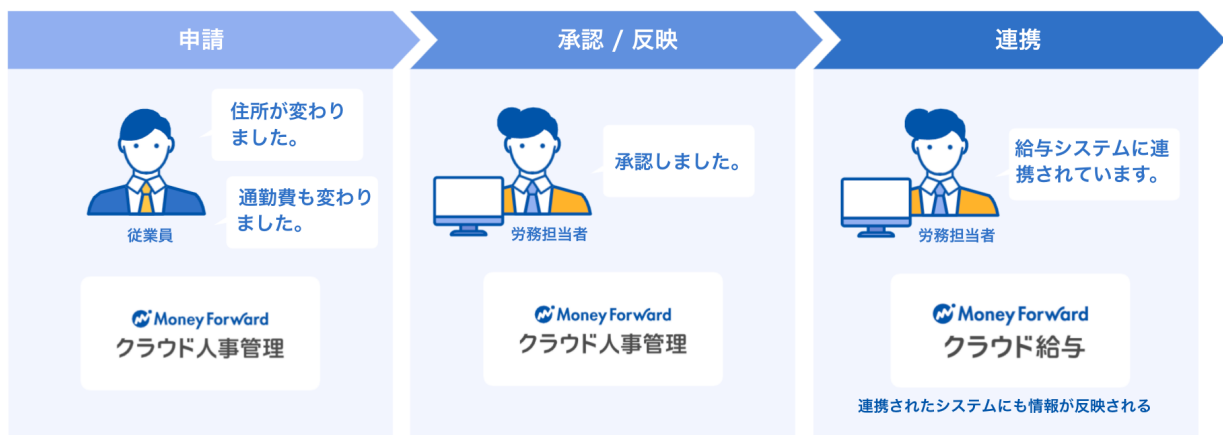 申請
住所が変わり
ました。
通勤費も変わり
ました。
従業員
Money Forward
クラウド人事管理
承認 / 反映
承認しました。
労務担当者
Money Forward
クラウド人事管理
連携
給与システムに連
携されています。
労務担当者
Money Forward
クラウド給与
連携されたシステムにも情報が反映される